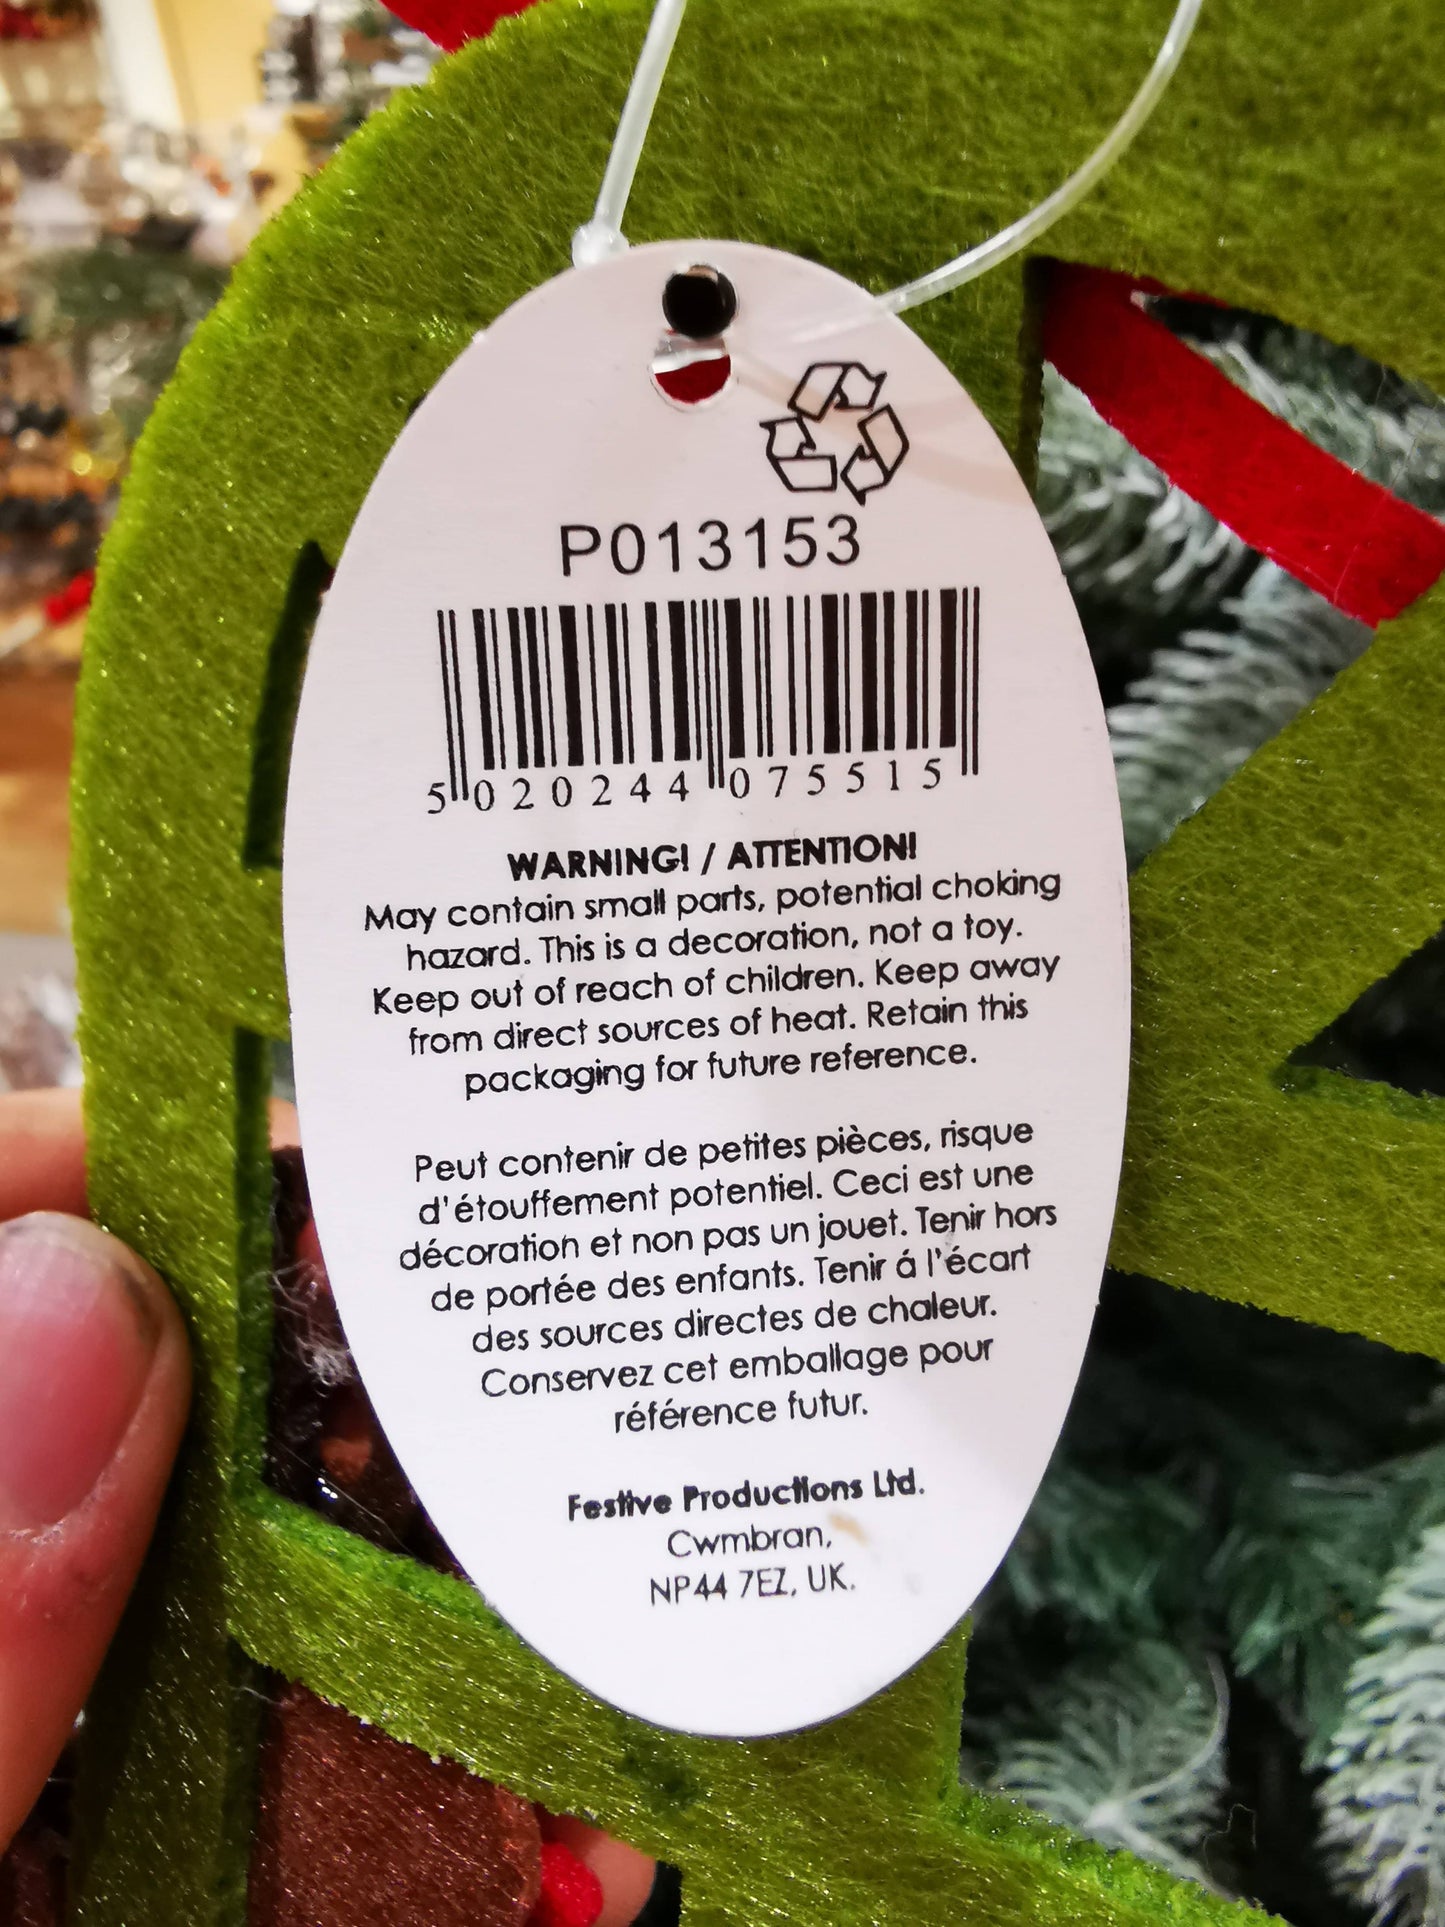 P013153
5 020244 075515
WARNING! / ATTENTION!
May contain small parts, potential choking
hazard. This is a decoration, not a toy.
Keep out of reach of children. Keep away
from direct sources of heat. Retain this
packaging for future reference.
Peut contenir de petites pièces, risque
d'étouffement potentiel. Ceci est une
décoration et non pas un jouet. Tenir hors
de portée des enfants. Tenir á l'écart
des sources directes de chaleur.
Conservez cet emballage pour
référence futur.
Festive Productions Ltd.
Cwmbran,
NP44 7EZ, UK.